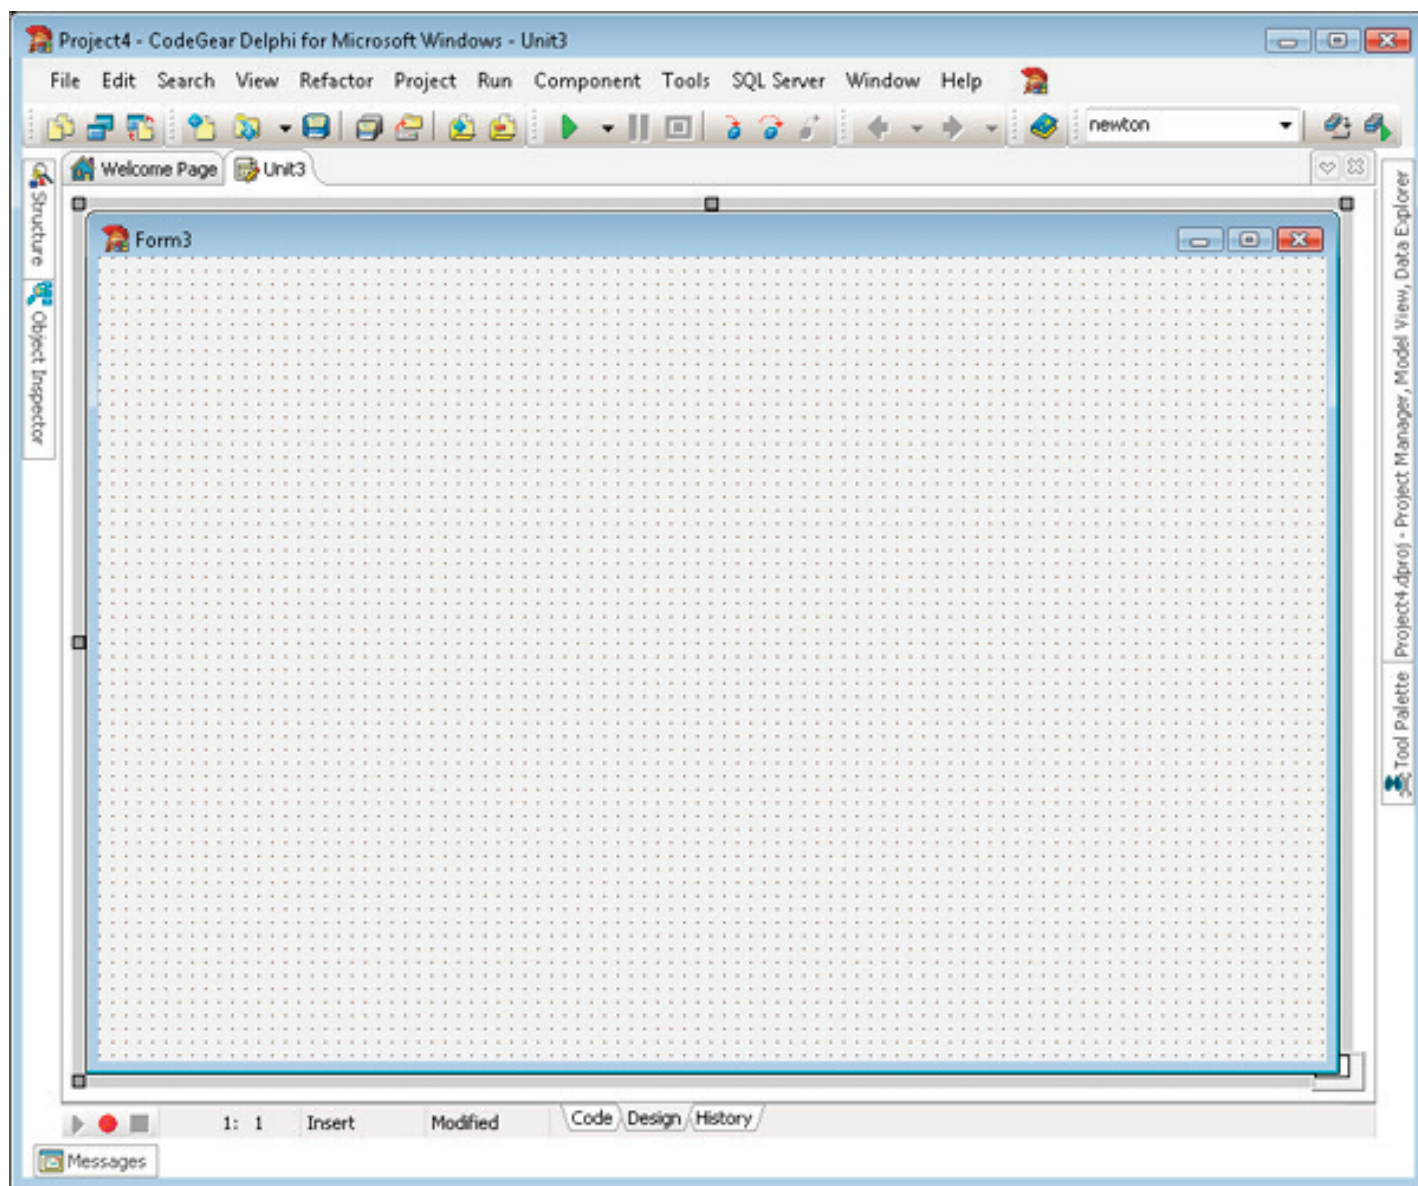 Project4 - CodeGear Delphi for Microsoft Windows - Unit3
File Edit Search View Refactor Project Run Component Tools SQL Server Window Help
newton
Welcome Page Unit3
Structure
Object Inspector
Form3
Project4.dproj - Project Manager, Model View, Data Explorer
Tool Palette
1: 1 Insert Modified Code Design History
Messages